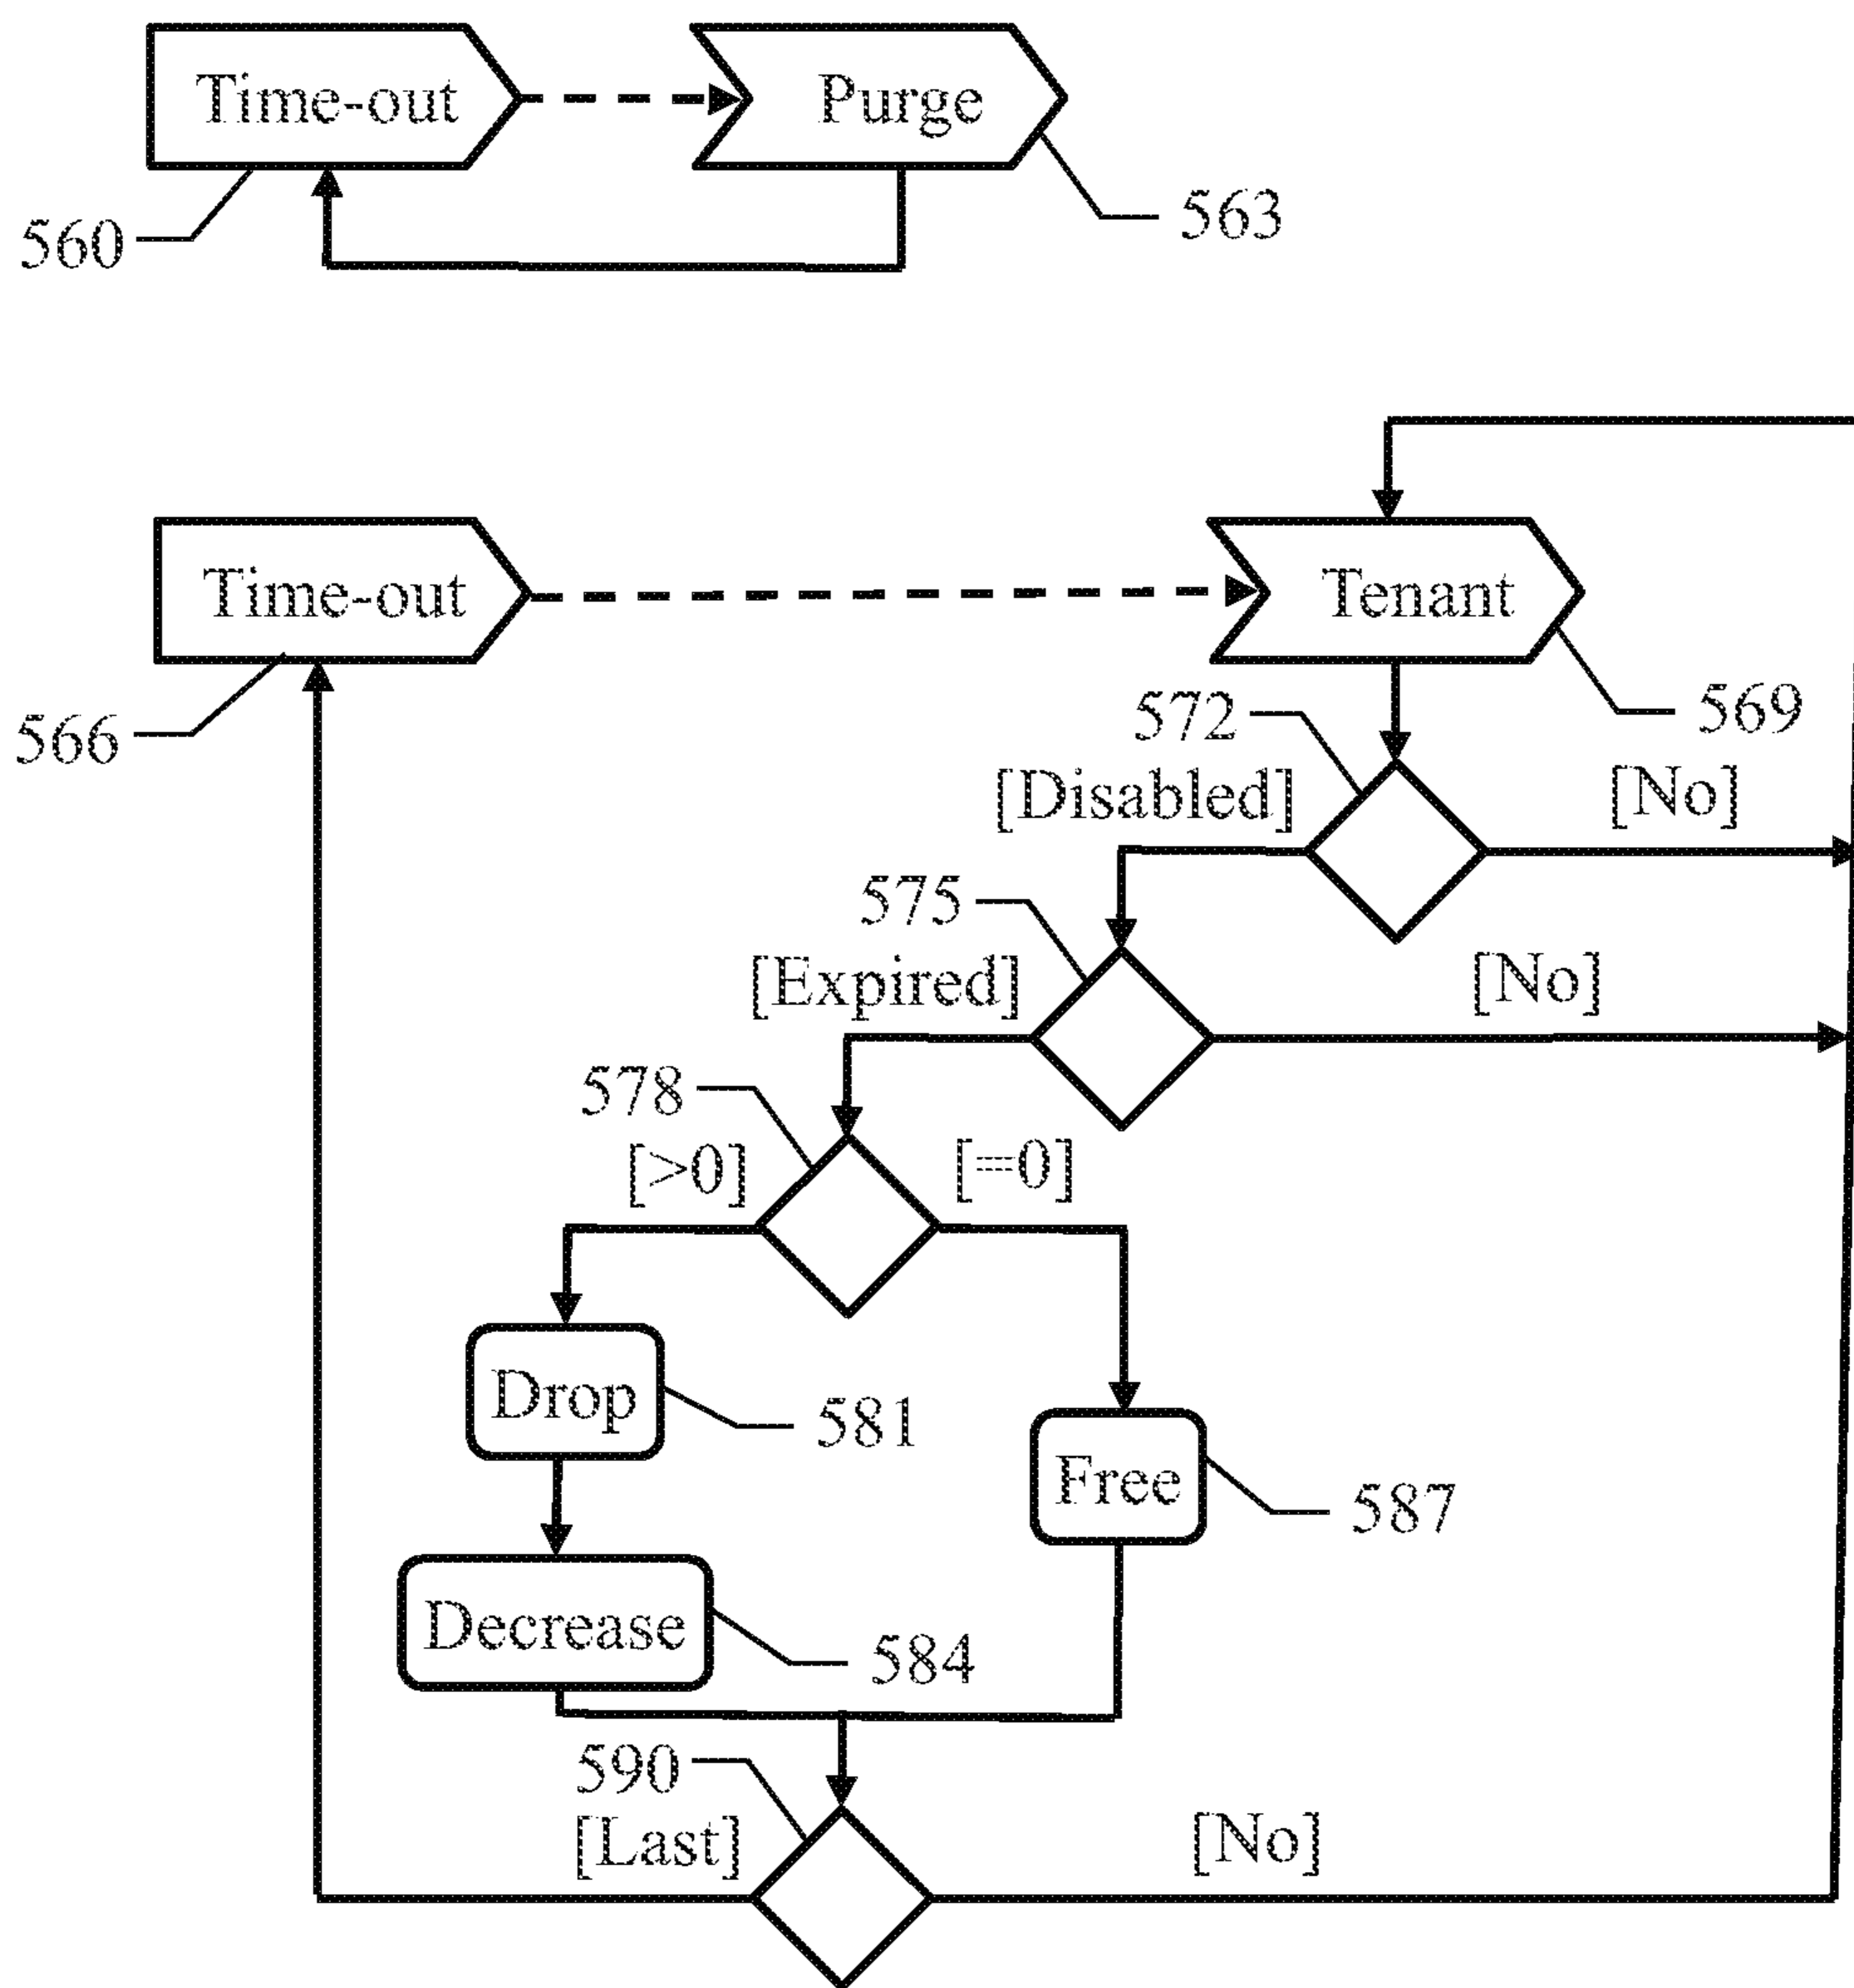 Time-out
Purge
560
563
Time-out
Tenant
566
569
572
[Disabled]
[No]
575
[Expired]
[No]
578
[>0]
[==0]
Drop
581
Free
587
Decrease
584
590
[Last]
[No]